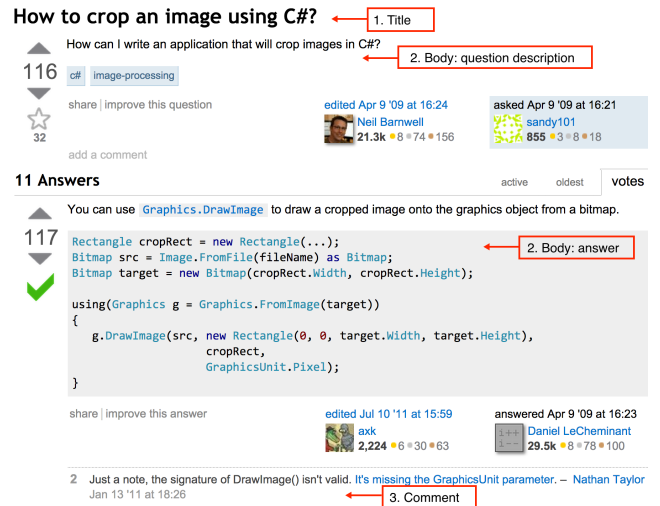 How to crop an image using C#?
1. Title
How can I write an application that will crop images in C#?
2. Body: question description
116
c# image-processing
share | improve this question
edited Apr 9 '09 at 16:24
asked Apr 9 '09 at 16:21
32
Neil Barnwell
21.3k ●8 ●74 ●156
sandy101
855 ●3 ●8 ●18
add a comment
11 Answers
active oldest votes
You can use Graphics.DrawImage to draw a cropped image onto the graphics object from a bitmap.
117
Rectangle cropRect = new Rectangle(...);
Bitmap src = Image.FromFile(fileName) as Bitmap;
Bitmap target = new Bitmap(cropRect.Width, cropRect.Height);
2. Body: answer
using(Graphics g = Graphics.FromImage(target))
{
g.DrawImage(src, new Rectangle(0, 0, target.Width, target.Height),
cropRect,
GraphicsUnit.Pixel);
}
share | improve this answer
edited Jul 10 '11 at 15:59
answered Apr 9 '09 at 16:23
axk
2,224 ●6 ●30 ●63
i++
i--
Daniel LeCheminant
29.5k ●8 ●78 ●100
2 Just a note, the signature of DrawImage() isn't valid. It's missing the GraphicsUnit parameter. – Nathan Taylor
Jan 13 '11 at 18:26
3. Comment